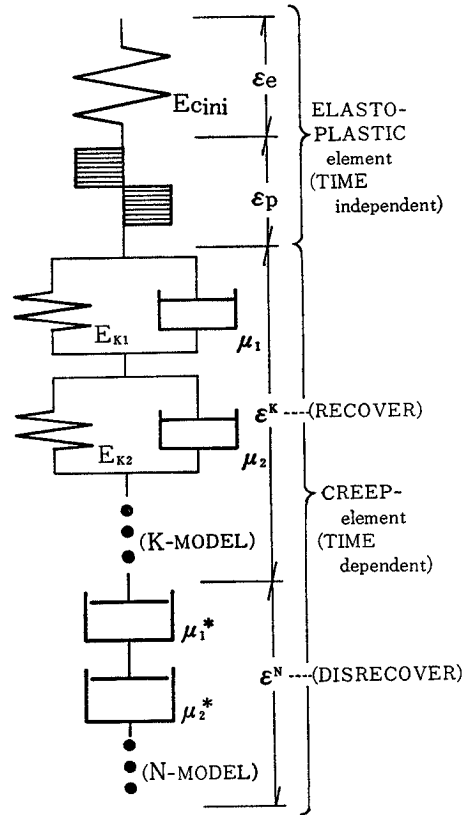 εe
Ecini
ELASTO-
PLASTIC
element
(TIME
independent)
εp
EK1
μ1
εK ----(RECOVER)
EK2
μ2
CREEP-
element
(TIME
dependent)
(K-MODEL)
μ1*
εN ----(DISRECOVER)
μ2*
(N-MODEL)